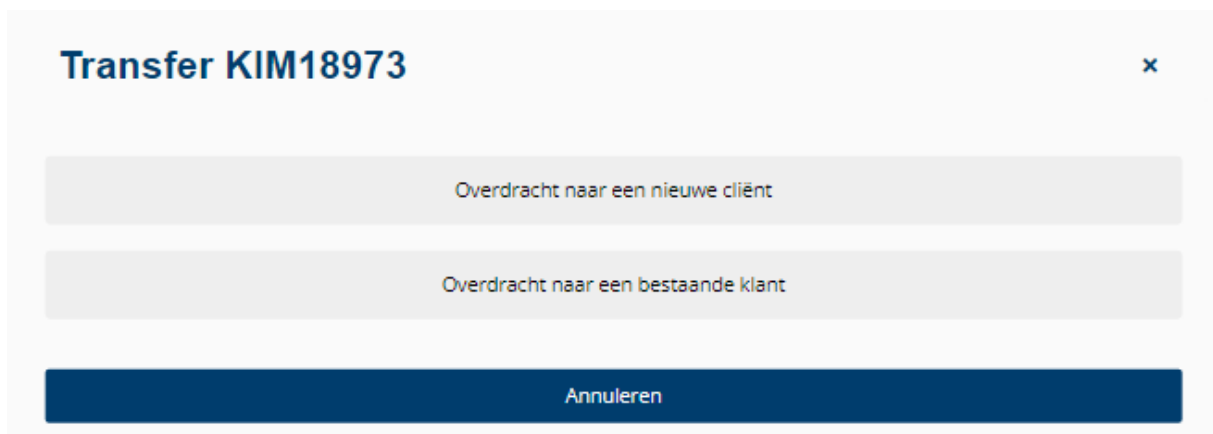 Transfer KIM18973 ×
Overdracht naar een nieuwe cliënt
Overdracht naar een bestaande klant
Annuleren